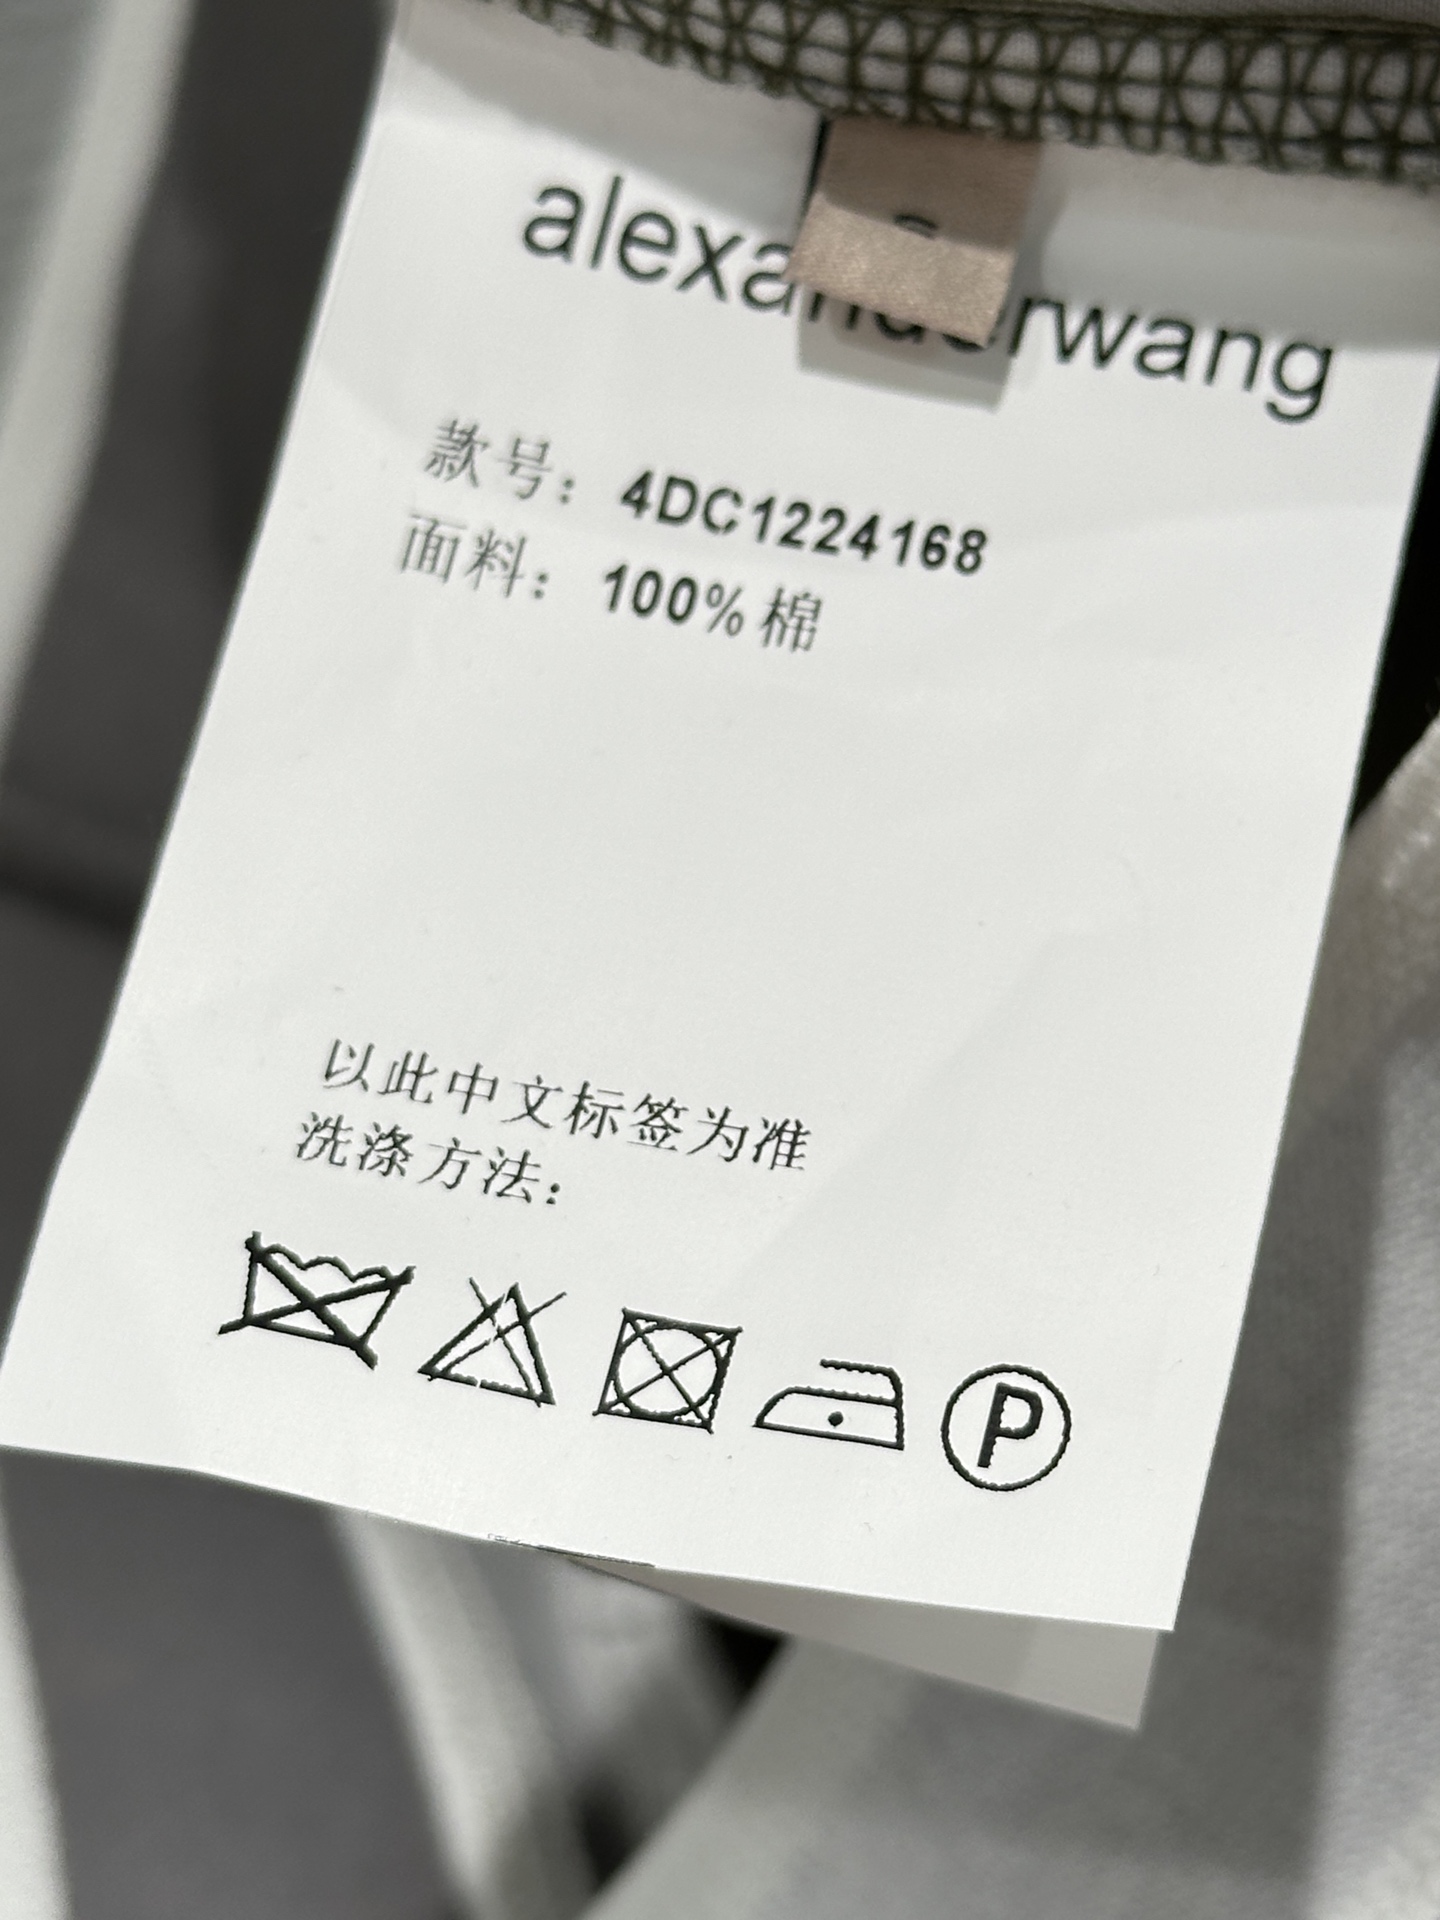 alexanderwang
款号：4DC1224168
面料：100%棉
以此中文标签为准
洗涤方法：
P